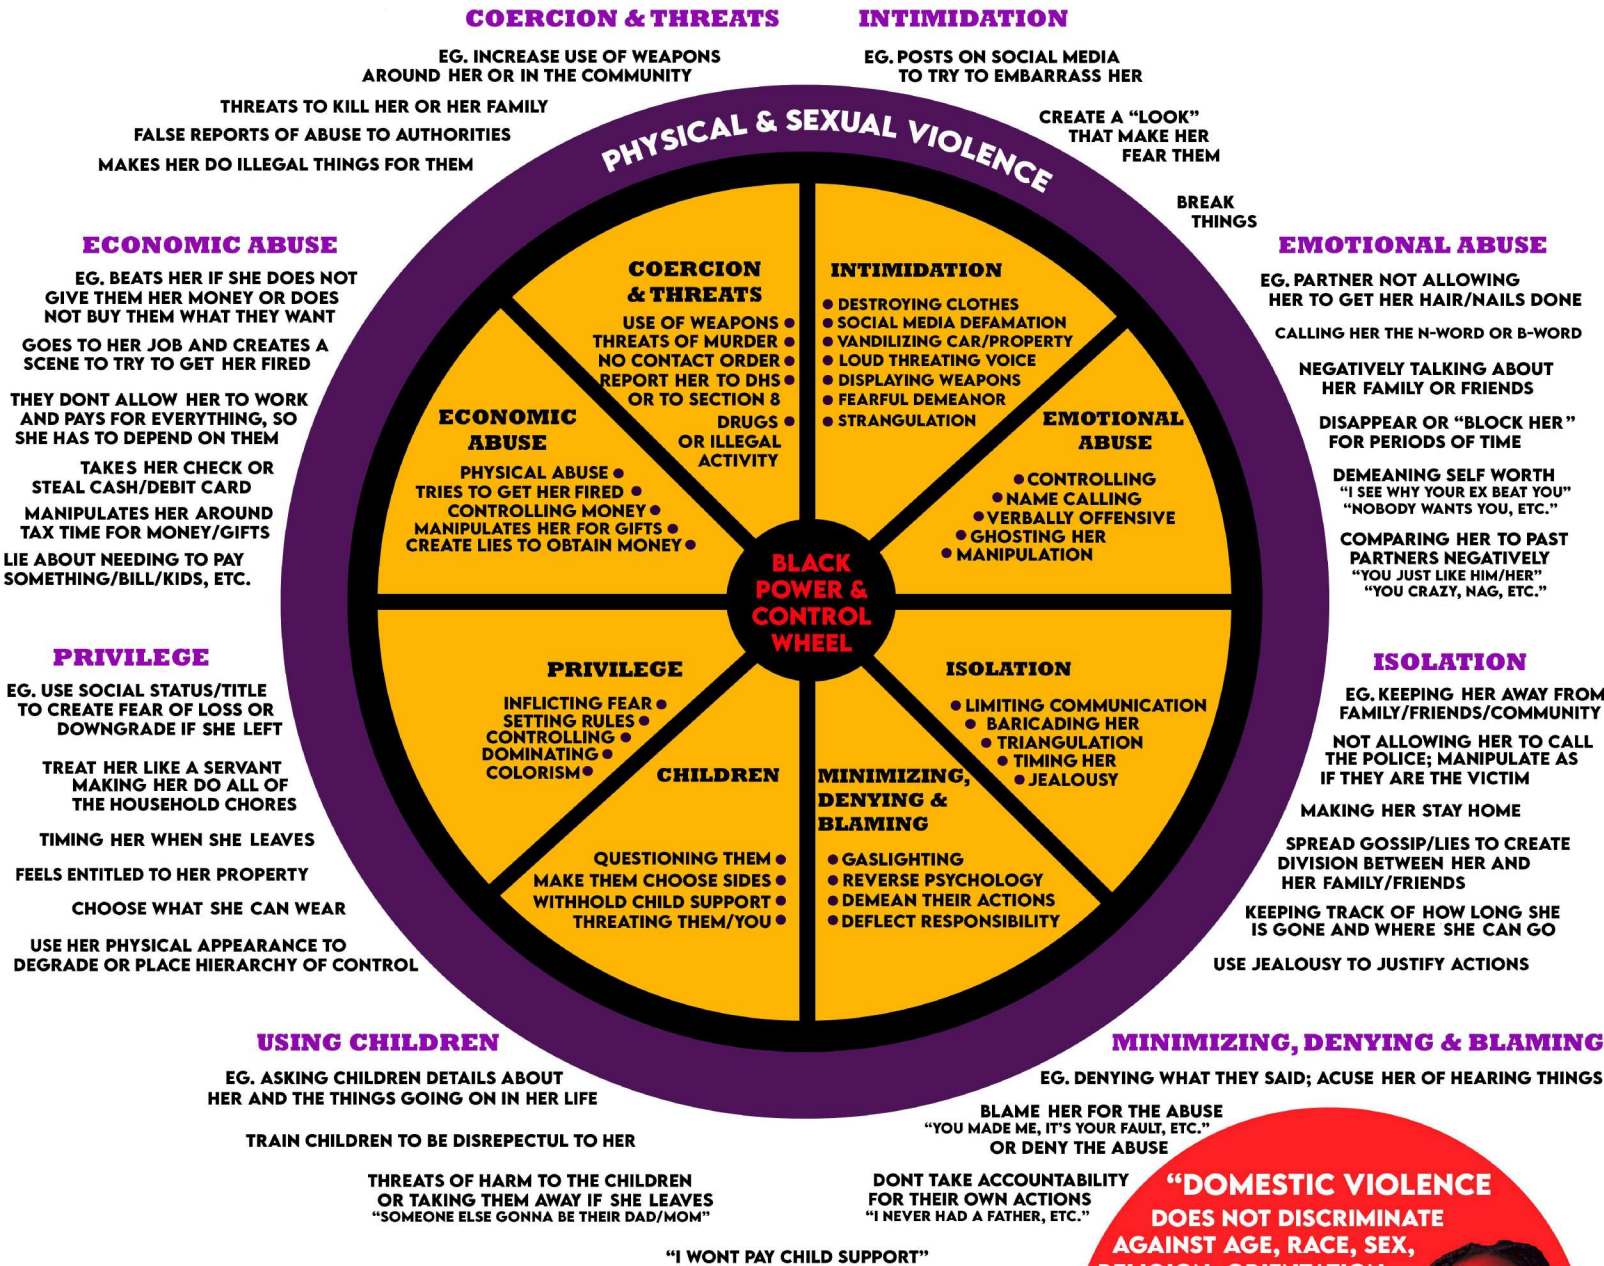 COERCION & THREATS
EG. INCREASE USE OF WEAPONS
AROUND HER OR IN THE COMMUNITY
THREATS TO KILL HER OR HER FAMILY
FALSE REPORTS OF ABUSE TO AUTHORITIES
MAKES HER DO ILLEGAL THINGS FOR THEM
INTIMIDATION
EG. POSTS ON SOCIAL MEDIA
TO TRY TO EMBARRASS HER
CREATE A “LOOK”
THAT MAKE HER
FEAR THEM
BREAK
THINGS
PHYSICAL & SEXUAL VIOLENCE
ECONOMIC ABUSE
EG. BEATS HER IF SHE DOES NOT
GIVE THEM HER MONEY OR DOES
NOT BUY THEM WHAT THEY WANT
GOES TO HER JOB AND CREATES A
SCENE TO TRY TO GET HER FIRED
THEY DONT ALLOW HER TO WORK
AND PAYS FOR EVERYTHING, SO
SHE HAS TO DEPEND ON THEM
TAKES HER CHECK OR
STEAL CASH/DEBIT CARD
MANIPULATES HER AROUND
TAX TIME FOR MONEY/GIFTS
LIE ABOUT NEEDING TO PAY
SOMETHING/BILL/KIDS, ETC.
COERCION
& THREATS
USE OF WEAPONS
THREATS OF MURDER
NO CONTACT ORDER
REPORT HER TO DHS
OR TO SECTION 8
DRUGS
OR ILLEGAL
ACTIVITY
INTIMIDATION
DESTROYING CLOTHES
SOCIAL MEDIA DEFAMATION
VANDILIZING CAR/PROPERTY
LOUD THREATING VOICE
DISPLAYING WEAPONS
FEARFUL DEMEANOR
STRANGULATION
ECONOMIC
ABUSE
PHYSICAL ABUSE
TRIES TO GET HER FIRED
CONTROLLING MONEY
MANIPULATES HER FOR GIFTS
CREATE LIES TO OBTAIN MONEY
EMOTIONAL
ABUSE
CONTROLLING
NAME CALLING
VERBALLY OFFENSIVE
GHOSTING HER
MANIPULATION
BLACK
POWER &
CONTROL
WHEEL
EMOTIONAL ABUSE
EG. PARTNER NOT ALLOWING
HER TO GET HER HAIR/NAILS DONE
CALLING HER THE N-WORD OR B-WORD
NEGATIVELY TALKING ABOUT
HER FAMILY OR FRIENDS
DISAPPEAR OR “BLOCK HER”
FOR PERIODS OF TIME
DEMEANING SELF WORTH
“I SEE WHY YOUR EX BEAT YOU”
“NOBODY WANTS YOU, ETC.”
COMPARING HER TO PAST
PARTNERS NEGATIVELY
“YOU JUST LIKE HIM/HER”
“YOU CRAZY, NAG, ETC.”
PRIVILEGE
EG. USE SOCIAL STATUS/TITLE
TO CREATE FEAR OF LOSS OR
DOWNGRADE IF SHE LEFT
TREAT HER LIKE A SERVANT
MAKING HER DO ALL OF
THE HOUSEHOLD CHORES
TIMING HER WHEN SHE LEAVES
FEELS ENTITLED TO HER PROPERTY
CHOOSE WHAT SHE CAN WEAR
USE HER PHYSICAL APPEARANCE TO
DEGRADE OR PLACE HIERARCHY OF CONTROL
PRIVILEGE
INFLICTING FEAR
SETTING RULES
CONTROLLING
DOMINATING
COLORISM
ISOLATION
LIMITING COMMUNICATION
BARICADING HER
TRIANGULATION
TIMING HER
JEALOUSY
CHILDREN
QUESTIONING THEM
MAKE THEM CHOOSE SIDES
WITHHOLD CHILD SUPPORT
THREATING THEM/YOU
MINIMIZING,
DENYING &
BLAMING
GASLIGHTING
REVERSE PSYCHOLOGY
DEMEAN THEIR ACTIONS
DEFLECT RESPONSIBILITY
ISOLATION
EG. KEEPING HER AWAY FROM
FAMILY/FRIENDS/COMMUNITY
NOT ALLOWING HER TO CALL
THE POLICE; MANIPULATE AS
IF THEY ARE THE VICTIM
MAKING HER STAY HOME
SPREAD GOSSIP/LIES TO CREATE
DIVISION BETWEEN HER AND
HER FAMILY/FRIENDS
KEEPING TRACK OF HOW LONG SHE
IS GONE AND WHERE SHE CAN GO
USE JEALOUSY TO JUSTIFY ACTIONS
USING CHILDREN
EG. ASKING CHILDREN DETAILS ABOUT
HER AND THE THINGS GOING ON IN HER LIFE
TRAIN CHILDREN TO BE DISREPECTUL TO HER
THREATS OF HARM TO THE CHILDREN
OR TAKING THEM AWAY IF SHE LEAVES
“SOMEONE ELSE GONNA BE THEIR DAD/MOM”
“I WONT PAY CHILD SUPPORT”
MINIMIZING, DENYING & BLAMING
EG. DENYING WHAT THEY SAID; ACUSE HER OF HEARING THINGS
BLAME HER FOR THE ABUSE
“YOU MADE ME, IT’S YOUR FAULT, ETC.”
OR DENY THE ABUSE
DONT TAKE ACCOUNTABILITY
FOR THEIR OWN ACTIONS
“I NEVER HAD A FATHER, ETC.”
“DOMESTIC VIOLENCE
DOES NOT DISCRIMINATE
AGAINST AGE, RACE, SEX,